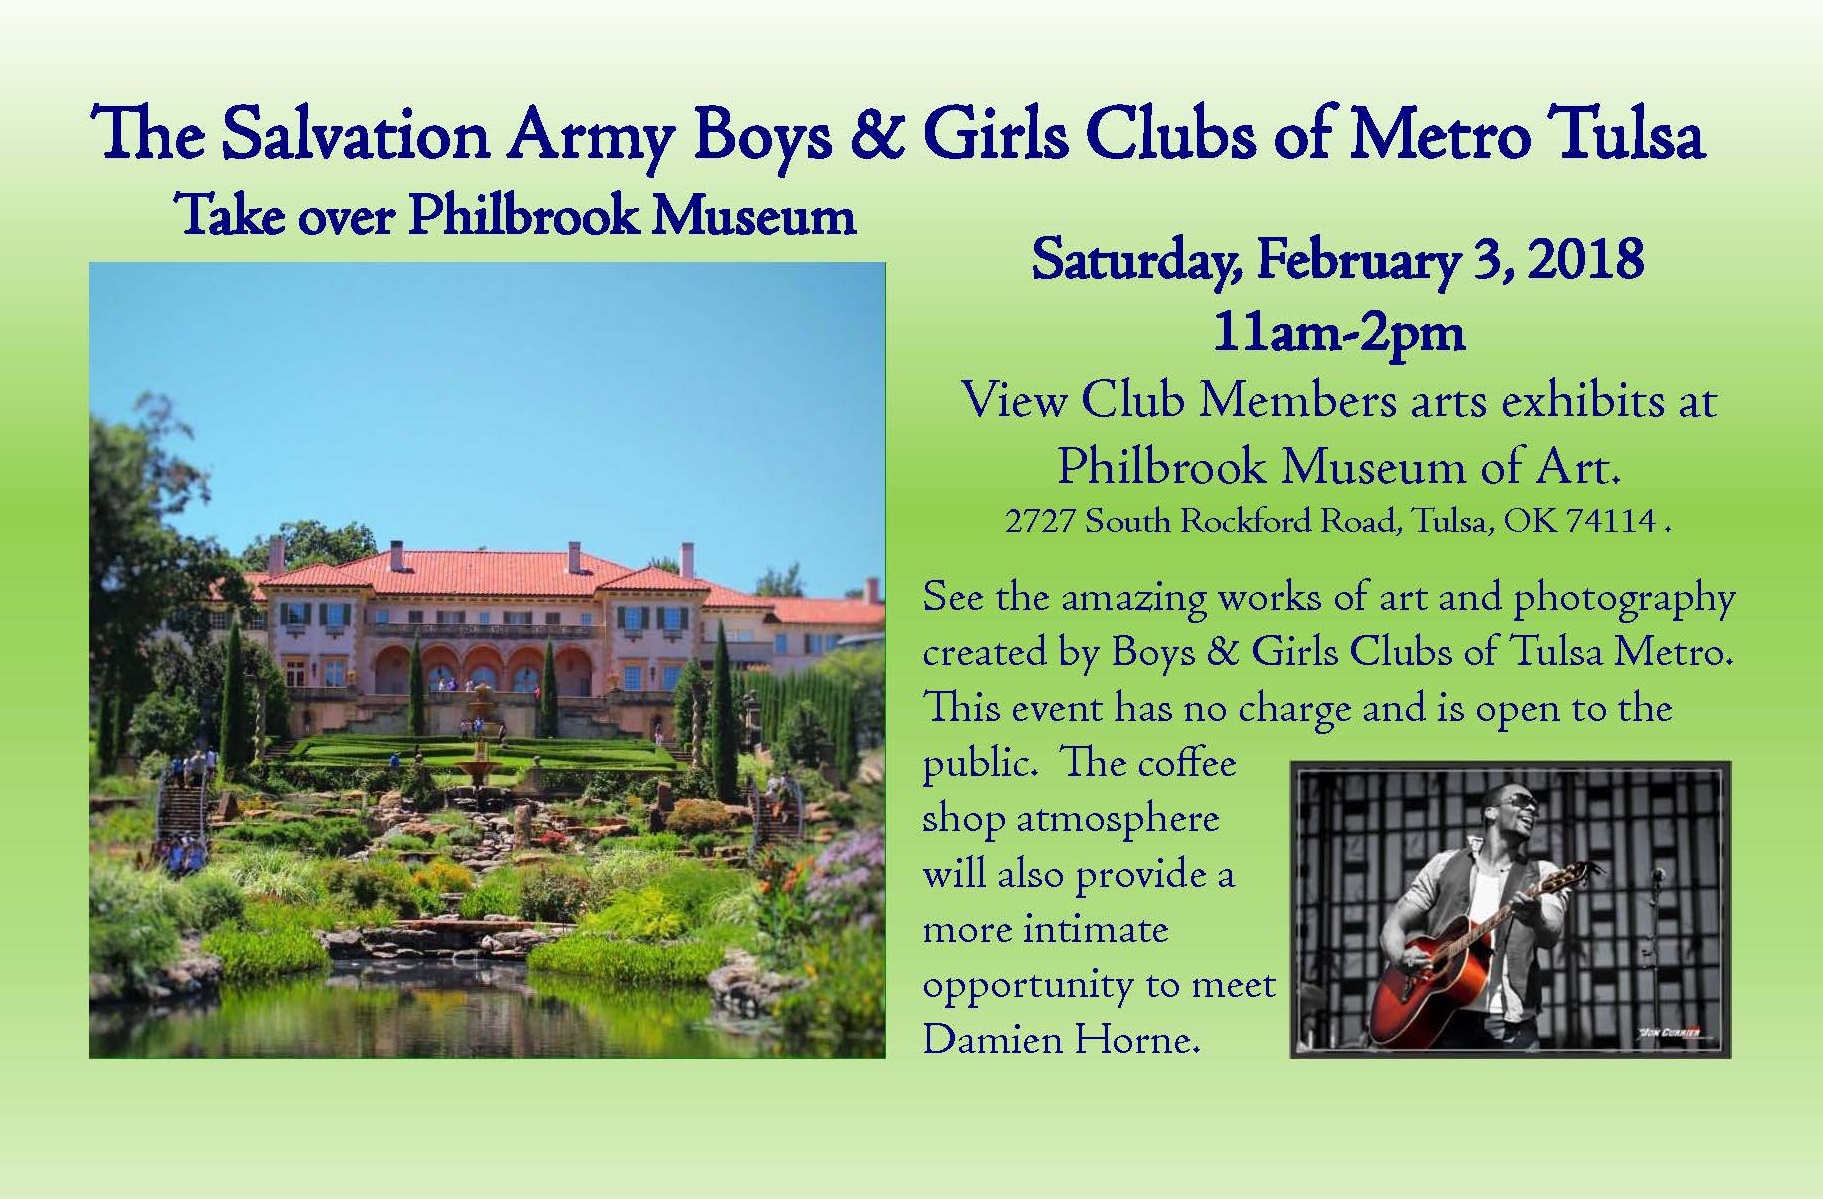 The Salvation Army Boys & Girls Clubs of Metro Tulsa
Take over Philbrook Museum
Saturday, February 3, 2018
11am-2pm
View Club Members arts exhibits at
Philbrook Museum of Art.
2727 South Rockford Road, Tulsa, OK 74114 .
See the amazing works of art and photography
created by Boys & Girls Clubs of Tulsa Metro.
This event has no charge and is open to the
public. The coffee
shop atmosphere
will also provide a
more intimate
opportunity to meet
Damien Horne.
JON CURRIER